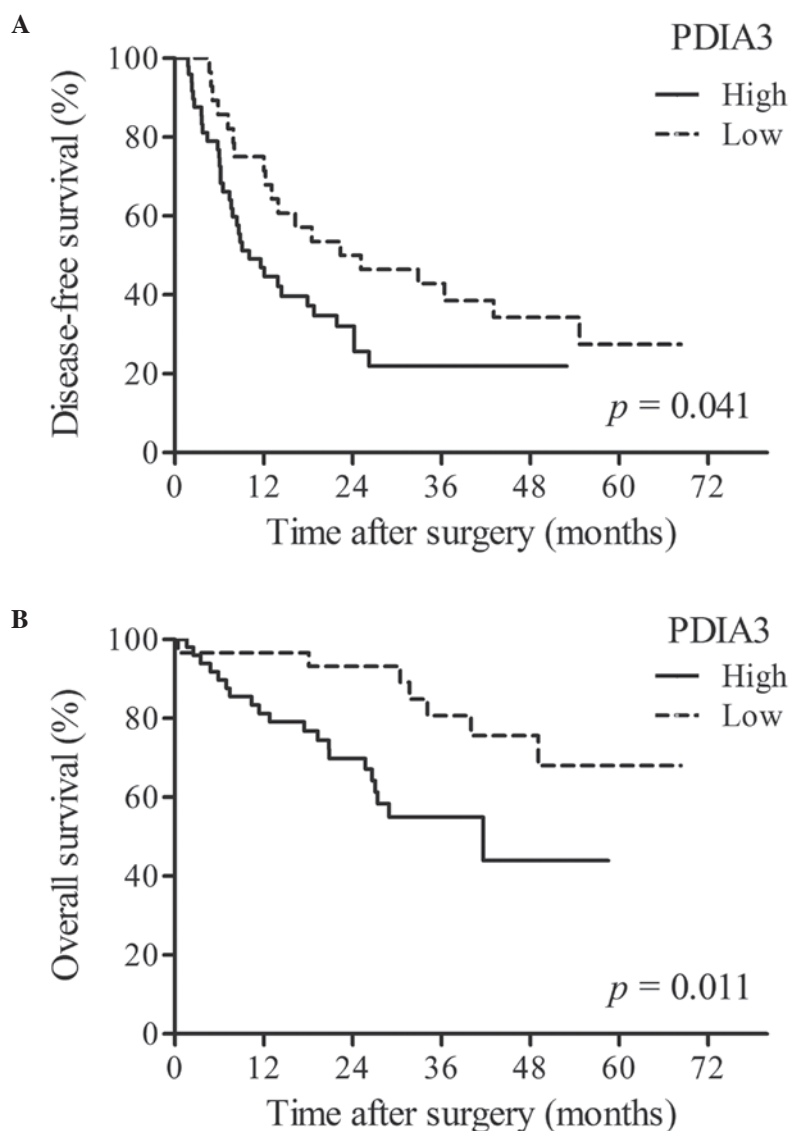 A
PDIA3
High
Low
Disease-free survival (%)
100
80
60
40
20
0
p = 0.041
0 12 24 36 48 60 72
Time after surgery (months)
B
PDIA3
High
Low
Overall survival (%)
100
80
60
40
20
0
p = 0.011
0 12 24 36 48 60 72
Time after surgery (months)